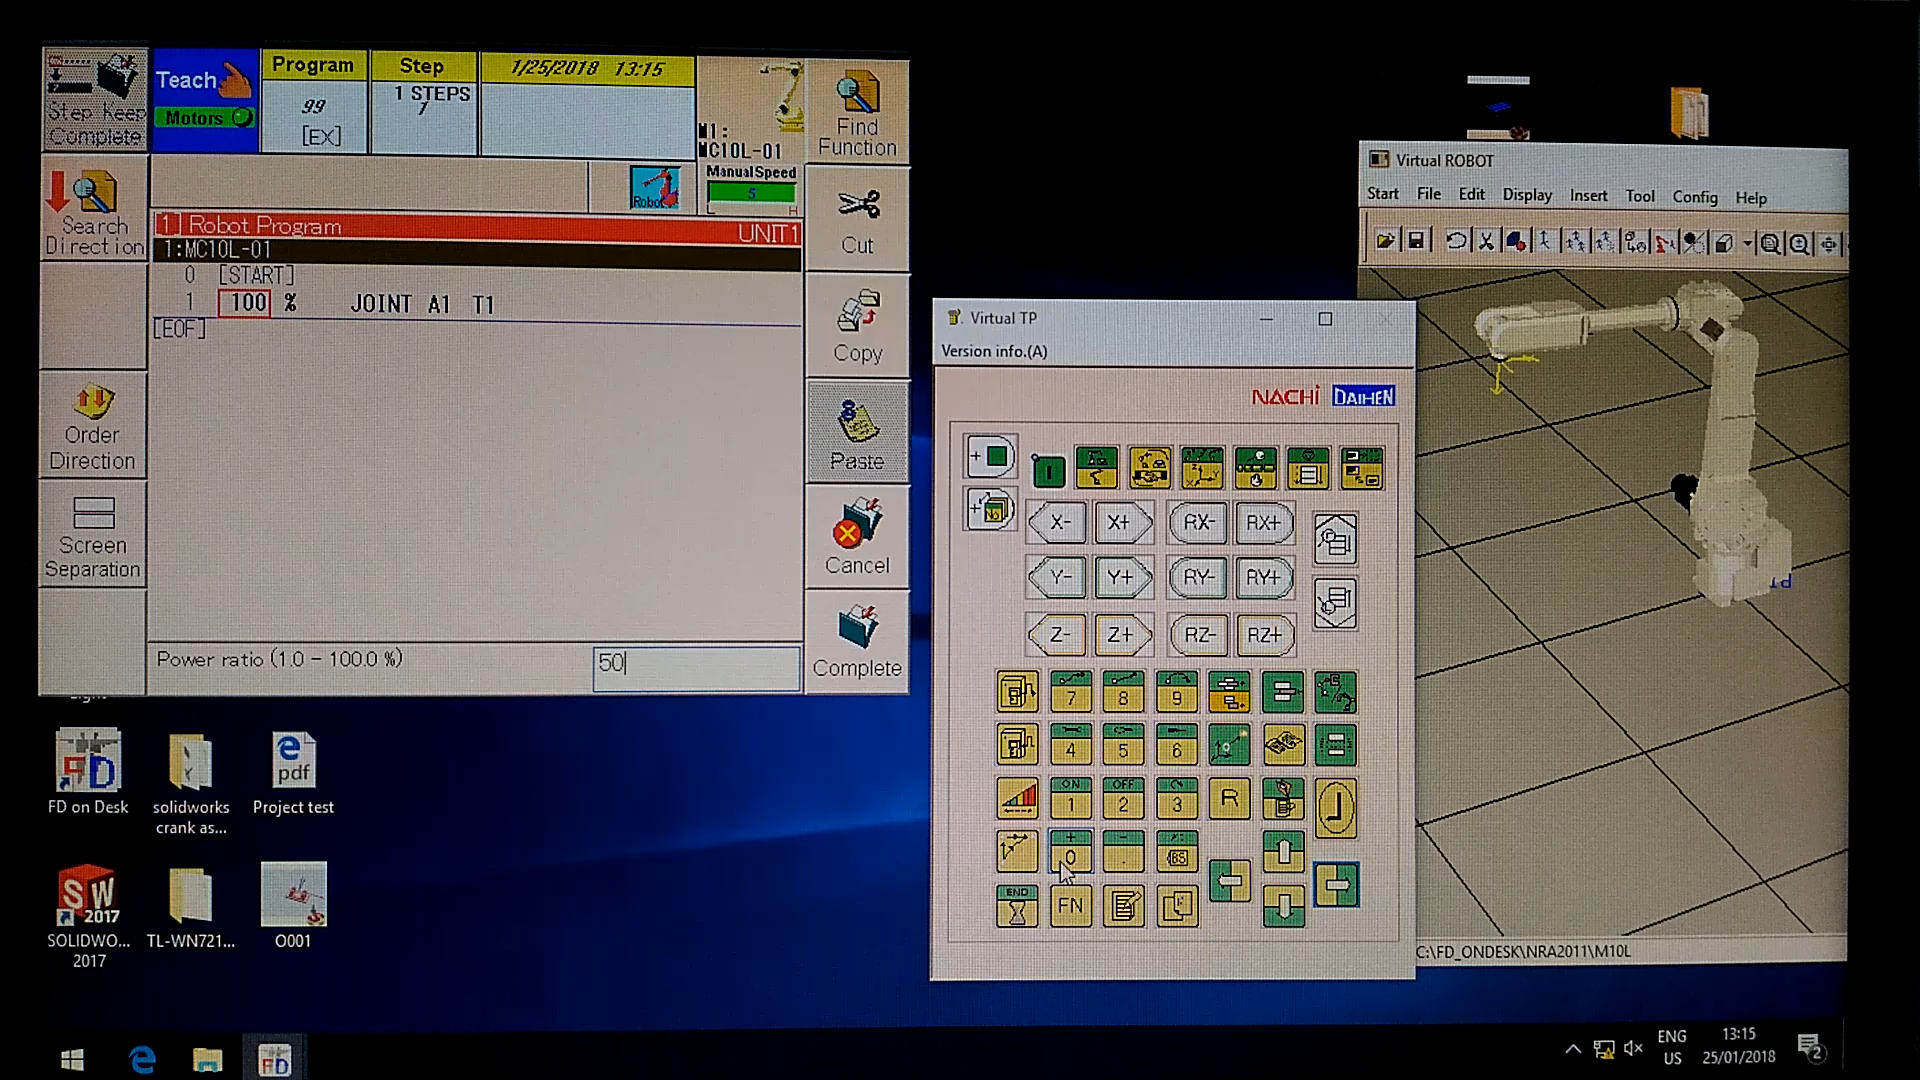 Step Keep
Complete
Teach
Motors
Program
99
[EX]
Step
1 STEPS
1
1/25/2018 13:15
M1:
MC10L-01
Find
Function
Search
Direction
Robot
Manual Speed
5
L H
Cut
1] Robot Program UNIT1
1:MC10L-01
0 [START]
1 100 % JOINT A1 T1
[EOF]
Copy
Order
Direction
Paste
Screen
Separation
Cancel
Power ratio (1.0 - 100.0 %) 50
Complete
FD on Desk
solidworks
crank as...
Project test
pdf
SW
2017
SOLIDWO...
2017
TL-WN721...
O001
Virtual TP
Version info.(A)
NACHi DAIHEN
X- X+ RX- RX+
Y- Y+ RY- RY+
Z- Z+ RZ- RZ+
7 8 9
4 5 6
ON OFF
1 2 3 R
+ -
0 . BS
END
FN
Virtual ROBOT
Start File Edit Display Insert Tool Config Help
C:\FD_ONDESK\NRA2011\M10L
FD
ENG
US
13:15
25/01/2018
2